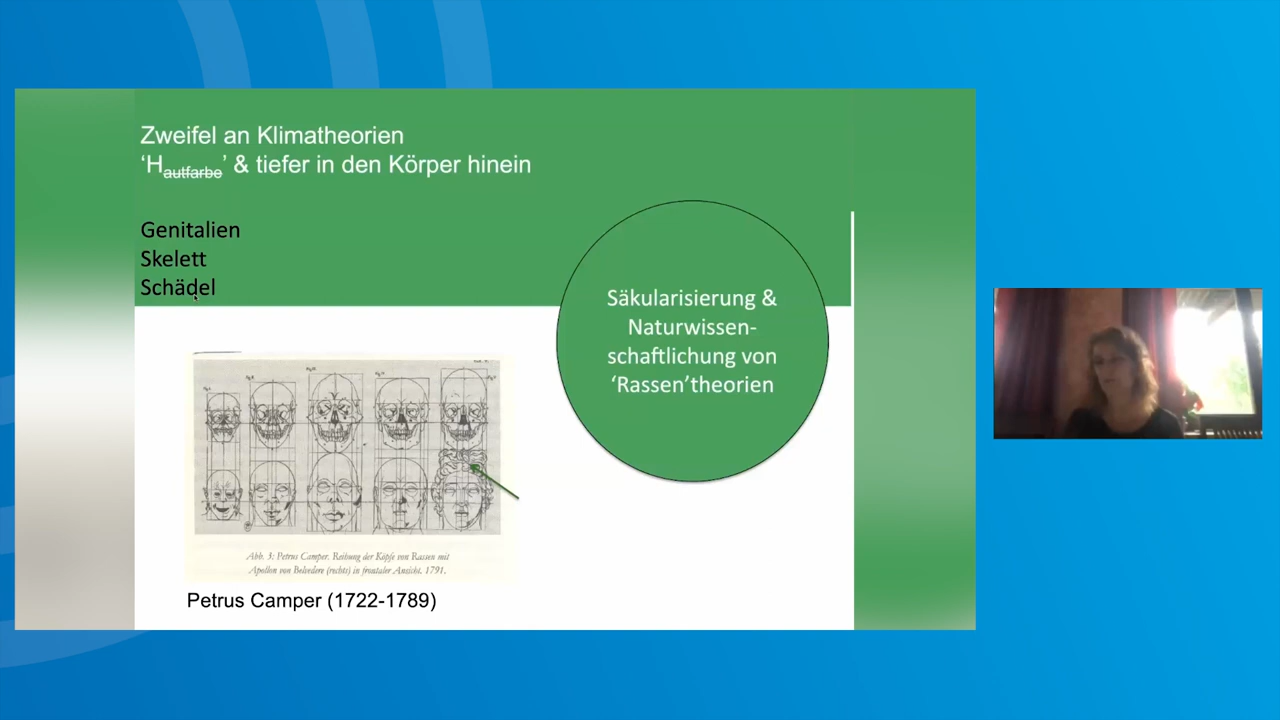 Zweifel an Klimatheorien
‘Hautfarbe’ & tiefer in den Körper hinein
Genitalien
Skelett
Schädel
Säkularisierung &
Naturwissen-
schaftlichung von
‘Rassen’theorien
Abb. 3: Petrus Camper. Reihung der Köpfe von Rassen mit
Apollon von Belvedere (rechts) in frontaler Ansicht, 1791.
Petrus Camper (1722-1789)